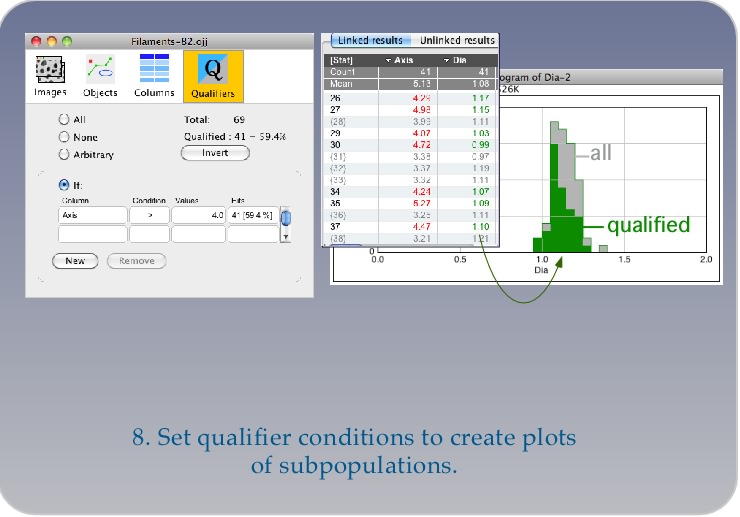 Filaments-82.ojj
Images Objects Columns Qualifiers
All
None
Arbitrary
Total: 69
Qualified : 41 = 59.4%
Invert
If:
Column Condition Values Hits
Axis > 4.0 41 [59.4 %]
New Remove
Linked results Unlinked results
[Stat] Axis Dia
Count 41 41
Mean 5.13 1.08
26 4.29 1.17
27 4.98 1.15
(28) 3.99 1.11
29 4.07 1.03
30 4.72 0.99
(31) 3.38 0.97
(32) 3.37 1.19
(33) 3.32 1.11
34 4.24 1.07
35 5.27 1.09
(36) 3.25 1.11
37 4.47 1.10
(38) 3.21 1.21
ogram of Dia-2
26K
all
qualified
0
0.0 0.5 1.0 1.5 2.0
Dia
8. Set qualifier conditions to create plots
of subpopulations.